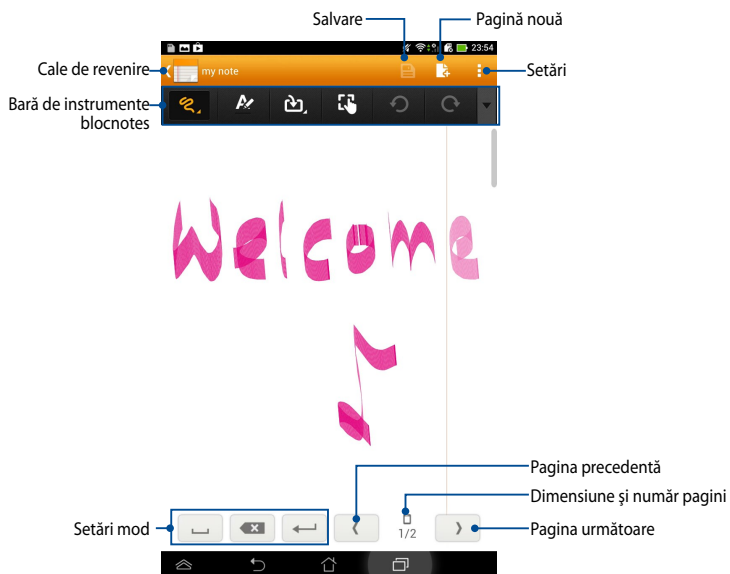 Salvare
Pagină nouă
23:54
Cale de revenire
my note
Setări
Bară de instrumente
blocnotes
A
Welcome
Pagina precedentă
Dimensiune şi număr pagini
Setări mod
1/2
Pagina următoare